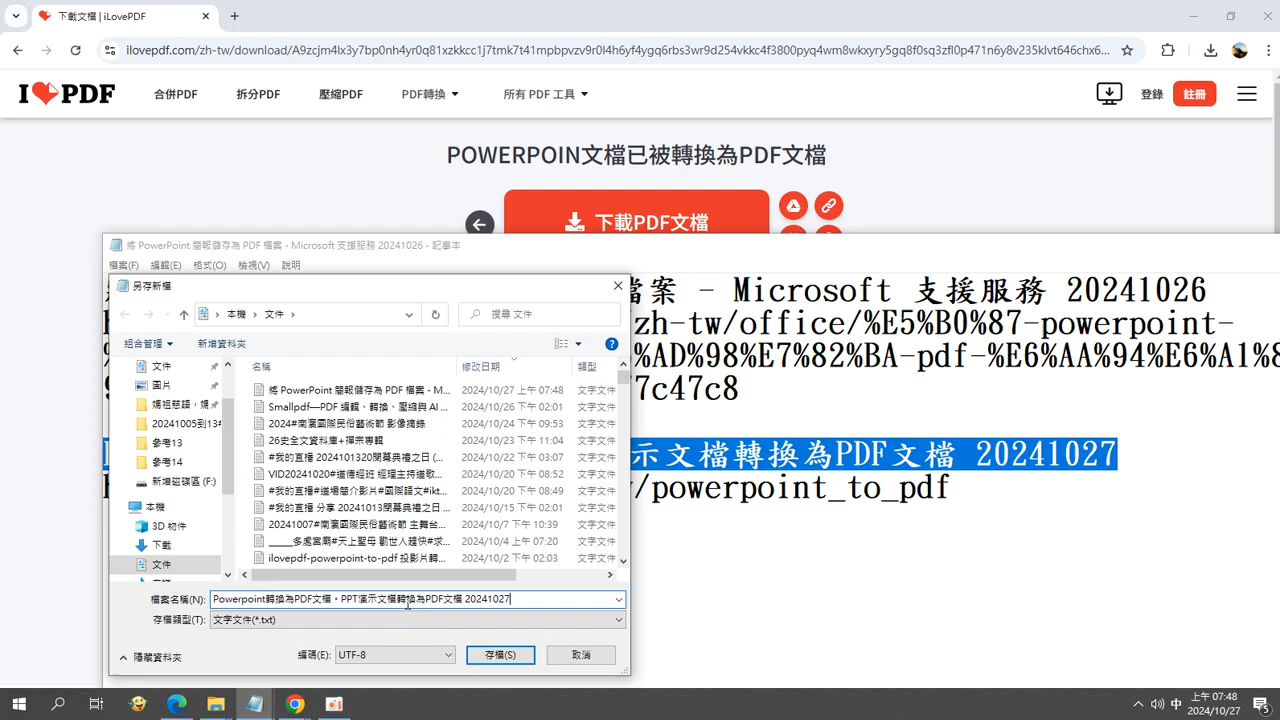 下載文檔 | iLovePDF
ilovepdf.com/zh-tw/download/A9zcjm4lx3y7bp0nh4yr0q81xzkkcc1j7tmk7t41mpbpvzv9r0l4h6yf4ygq6rbs3wr9d254vkkc4f3800pyq4wm8wkxyry5gq8f0sq3zfl0p471n6y8v235klvt646chx6...
I PDF
合併PDF 拆分PDF 壓縮PDF PDF轉換 所有 PDF 工具 登錄 註冊
POWERPOIN文檔已被轉換為PDF文檔
下載PDF文檔
將 PowerPoint 簡報儲存為 PDF 檔案 - Microsoft 支援服務 20241026 - 記事本
檔案(F) 編輯(E) 格式(O) 檢視(V) 說明
檔案 - Microsoft 支援服務 20241026
zh-tw/office/%E5%B0%87-powerpoint-
%AD%98%E7%82%BA-pdf-%E6%AA%94%E6%A1%8
7c47c8
示文檔轉換為PDF文檔 20241027
/powerpoint_to_pdf
另存新檔
本機 文件 搜尋 文件
組合管理 新增資料夾
文件
圖片
媽祖慈語,媽
20241005到13#
參考13
參考14
新增磁碟區 (F:)
本機
3D 物件
下載
文件
名稱 修改日期 類型
將 PowerPoint 簡報儲存為 PDF 檔案 - M... 2024/10/27 上午 07:48 文字文件
Smallpdf—PDF 編輯、轉換、壓縮與 AI ... 2024/10/26 下午 02:01 文字文件
2024#南瀛國際民俗藝術節 影像摘錄 2024/10/24 下午 09:53 文字文件
26史全文資料庫+禪宗專輯 2024/10/23 下午 11:04 文字文件
#我的直播 202410132O閉幕典禮之日 (... 2024/10/22 下午 03:07 文字文件
VID20241020#道傳經班 經理主持道歌... 2024/10/20 下午 08:52 文字文件
#我的直播#道場簡介影片#國際語文#ikt... 2024/10/20 下午 08:49 文字文件
#我的直播 分享 20241013閉幕典禮之日 ... 2024/10/15 下午 02:01 文字文件
20241007#南瀛國際民俗藝術節 主舞台... 2024/10/7 下午 10:39 文字文件
_____多處宮廟#天上聖母 勸世人趕快#求... 2024/10/4 上午 07:20 文字文件
ilovepdf-powerpoint-to-pdf 投影片轉... 2024/10/2 下午 02:03 文字文件
檔案名稱(N): Powerpoint轉換為PDF文檔。PPT演示文檔轉換為PDF文檔 20241027
存檔類型(T): 文字文件(*.txt)
隱藏資料夾 編碼(E): UTF-8 存檔(S) 取消
中 上午 07:48
2024/10/27
5